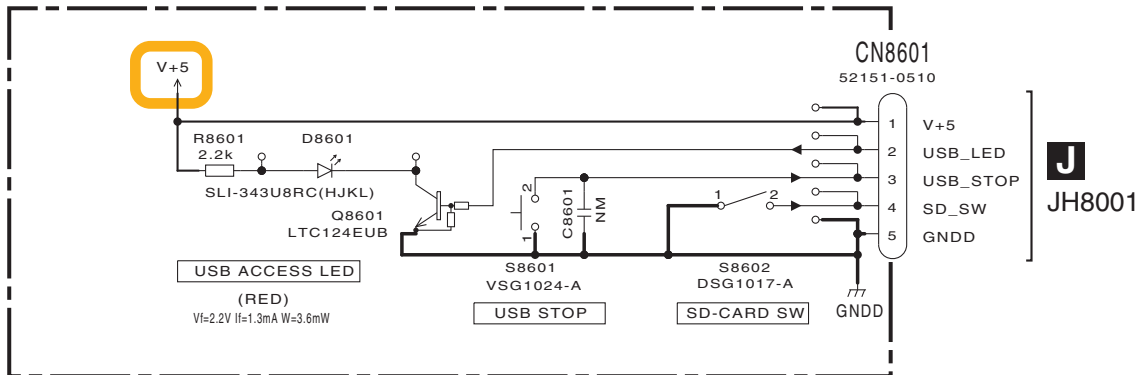 V+5
CN8601
52151-0510
R8601
2.2k
D8601
1
V+5
2
USB_LED
J
SLI-343U8RC(HJKL)
2
C8601
NM
1
2
3
USB_STOP
JH8001
Q8601
LTC124EUB
1
4
SD_SW
5
GNDD
USB ACCESS LED
S8601
VSG1024-A
S8602
DSG1017-A
(RED)
Vf=2.2V If=1.3mA W=3.6mW
USB STOP
SD-CARD SW
GNDD